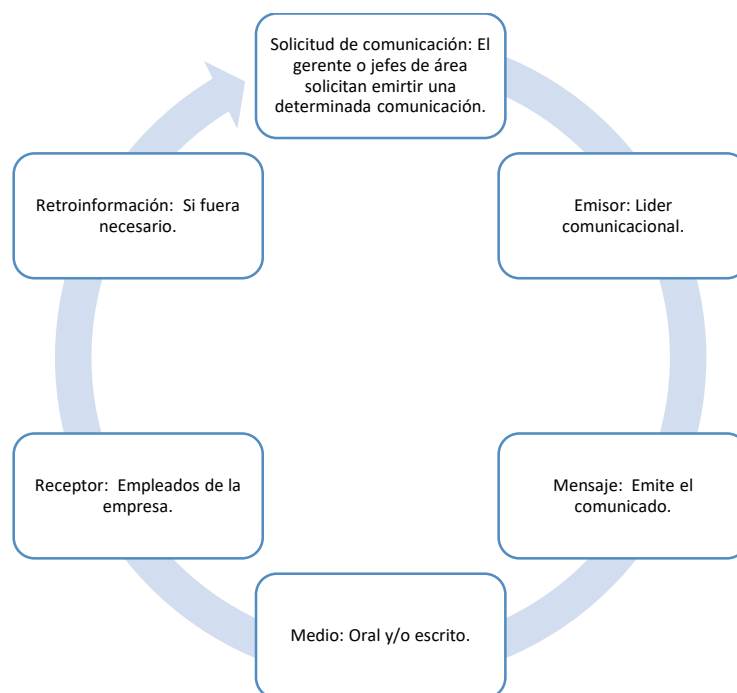 Solicitud de comunicación: El
gerente o jefes de área
solicitan emirtir una
determinada comunicación.
Emisor: Lider
comunicacional.
Mensaje: Emite el
comunicado.
Medio: Oral y/o escrito.
Receptor: Empleados de la
empresa.
Retroinformación: Si fuera
necesario.